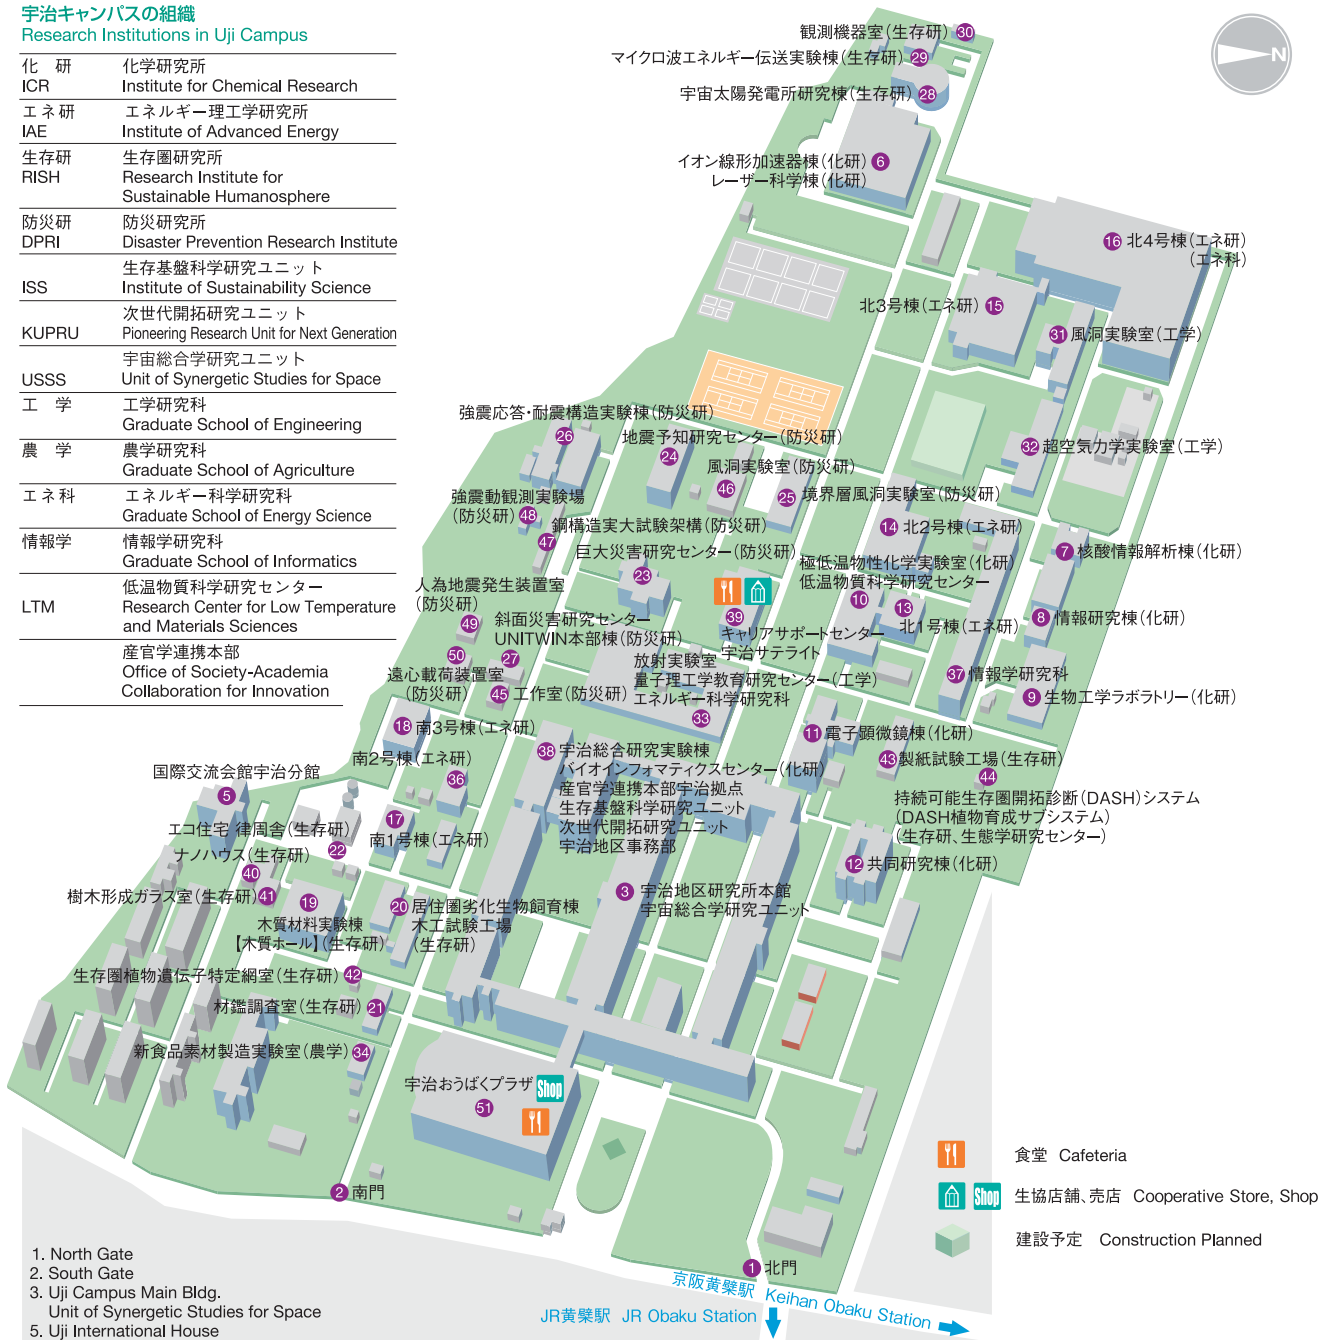 宇治キャンパスの組織
Research Institutions in Uji Campus
化　研　化学研究所
ICR　Institute for Chemical Research
エネ研　エネルギー理工学研究所
IAE　Institute of Advanced Energy
生存研　生存圏研究所
RISH　Research Institute for
Sustainable Humanosphere
防災研　防災研究所
DPRI　Disaster Prevention Research Institute
生存基盤科学研究ユニット
ISS　Institute of Sustainability Science
次世代開拓研究ユニット
KUPRU　Pioneering Research Unit for Next Generation
宇宙総合学研究ユニット
USSS　Unit of Synergetic Studies for Space
工　学　工学研究科
Graduate School of Engineering
農　学　農学研究科
Graduate School of Agriculture
エネ科　エネルギー科学研究科
Graduate School of Energy Science
情報学　情報学研究科
Graduate School of Informatics
低温物質科学研究センター
LTM　Research Center for Low Temperature
and Materials Sciences
産官学連携本部
Office of Society-Academia
Collaboration for Innovation
N
観測機器室(生存研) 30
マイクロ波エネルギー伝送実験棟(生存研) 29
宇宙太陽発電所研究棟(生存研) 28
イオン線形加速器棟(化研) 6
レーザー科学棟(化研)
16 北4号棟(エネ研)
(エネ科)
北3号棟(エネ研) 15
31 風洞実験室(工学)
強震応答・耐震構造実験棟(防災研)
26
地震予知研究センター(防災研)
24
32 超空気力学実験室(工学)
風洞実験室(防災研)
46
25 境界層風洞実験室(防災研)
強震動観測実験場
(防災研) 48
鋼構造実大試験架構(防災研)
47
14 北2号棟(エネ研)
巨大災害研究センター(防災研)
23
7 核酸情報解析棟(化研)
極低温物性化学実験室(化研)
低温物質科学研究センター
10
13
北1号棟(エネ研)
人為地震発生装置室
(防災研)
49
39
キャリアサポートセンター
宇治サテライト
8 情報研究棟(化研)
斜面災害研究センター
UNITWIN本部棟(防災研)
27
50
遠心載荷装置室
(防災研)
45 工作室(防災研)
放射実験室
量子理工学教育研究センター(工学)
エネルギー科学研究科
33
37 情報学研究科
9 生物工学ラボラトリー(化研)
18 南3号棟(エネ研)
11 電子顕微鏡棟(化研)
南2号棟(エネ研)
36
38 宇治総合研究実験棟
バイオインフォマティクスセンター(化研)
産官学連携本部宇治拠点
生存基盤科学研究ユニット
次世代開拓研究ユニット
宇治地区事務部
43 製紙試験工場(生存研)
44
持続可能生存圏開拓診断(DASH)システム
(DASH植物育成サブシステム)
(生存研、生態学研究センター)
国際交流会館宇治分館
5
17
南1号棟(エネ研)
エコ住宅 律周舎(生存研)
22
ナノハウス(生存研)
40
12 共同研究棟(化研)
樹木形成ガラス室(生存研) 41
19
木質材料実験棟
【木質ホール】(生存研)
3 宇治地区研究所本館
宇宙総合学研究ユニット
20 居住圏劣化生物飼育棟
木工試験工場
(生存研)
生存圏植物遺伝子特定網室(生存研) 42
材鑑調査室(生存研) 21
新食品素材製造実験室(農学) 34
宇治おうばくプラザ Shop
51
2 南門
1 北門
食堂 Cafeteria
Shop 生協店舗、売店 Cooperative Store, Shop
建設予定 Construction Planned
京阪黄檗駅 Keihan Obaku Station
JR黄檗駅 JR Obaku Station
1. North Gate
2. South Gate
3. Uji Campus Main Bldg.
Unit of Synergetic Studies for Space
5. Uji International House